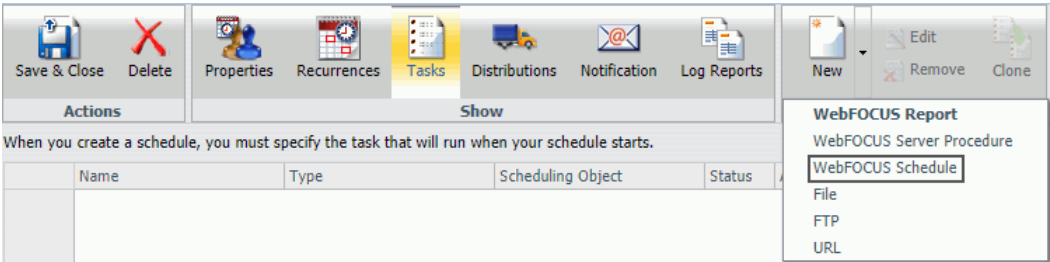 Save & Close Delete Properties Recurrences Tasks Distributions Notification Log Reports New Edit Remove Clone
Actions Show
When you create a schedule, you must specify the task that will run when your schedule starts.
Name Type Scheduling Object Status
WebFOCUS Report
WebFOCUS Server Procedure
WebFOCUS Schedule
File
FTP
URL